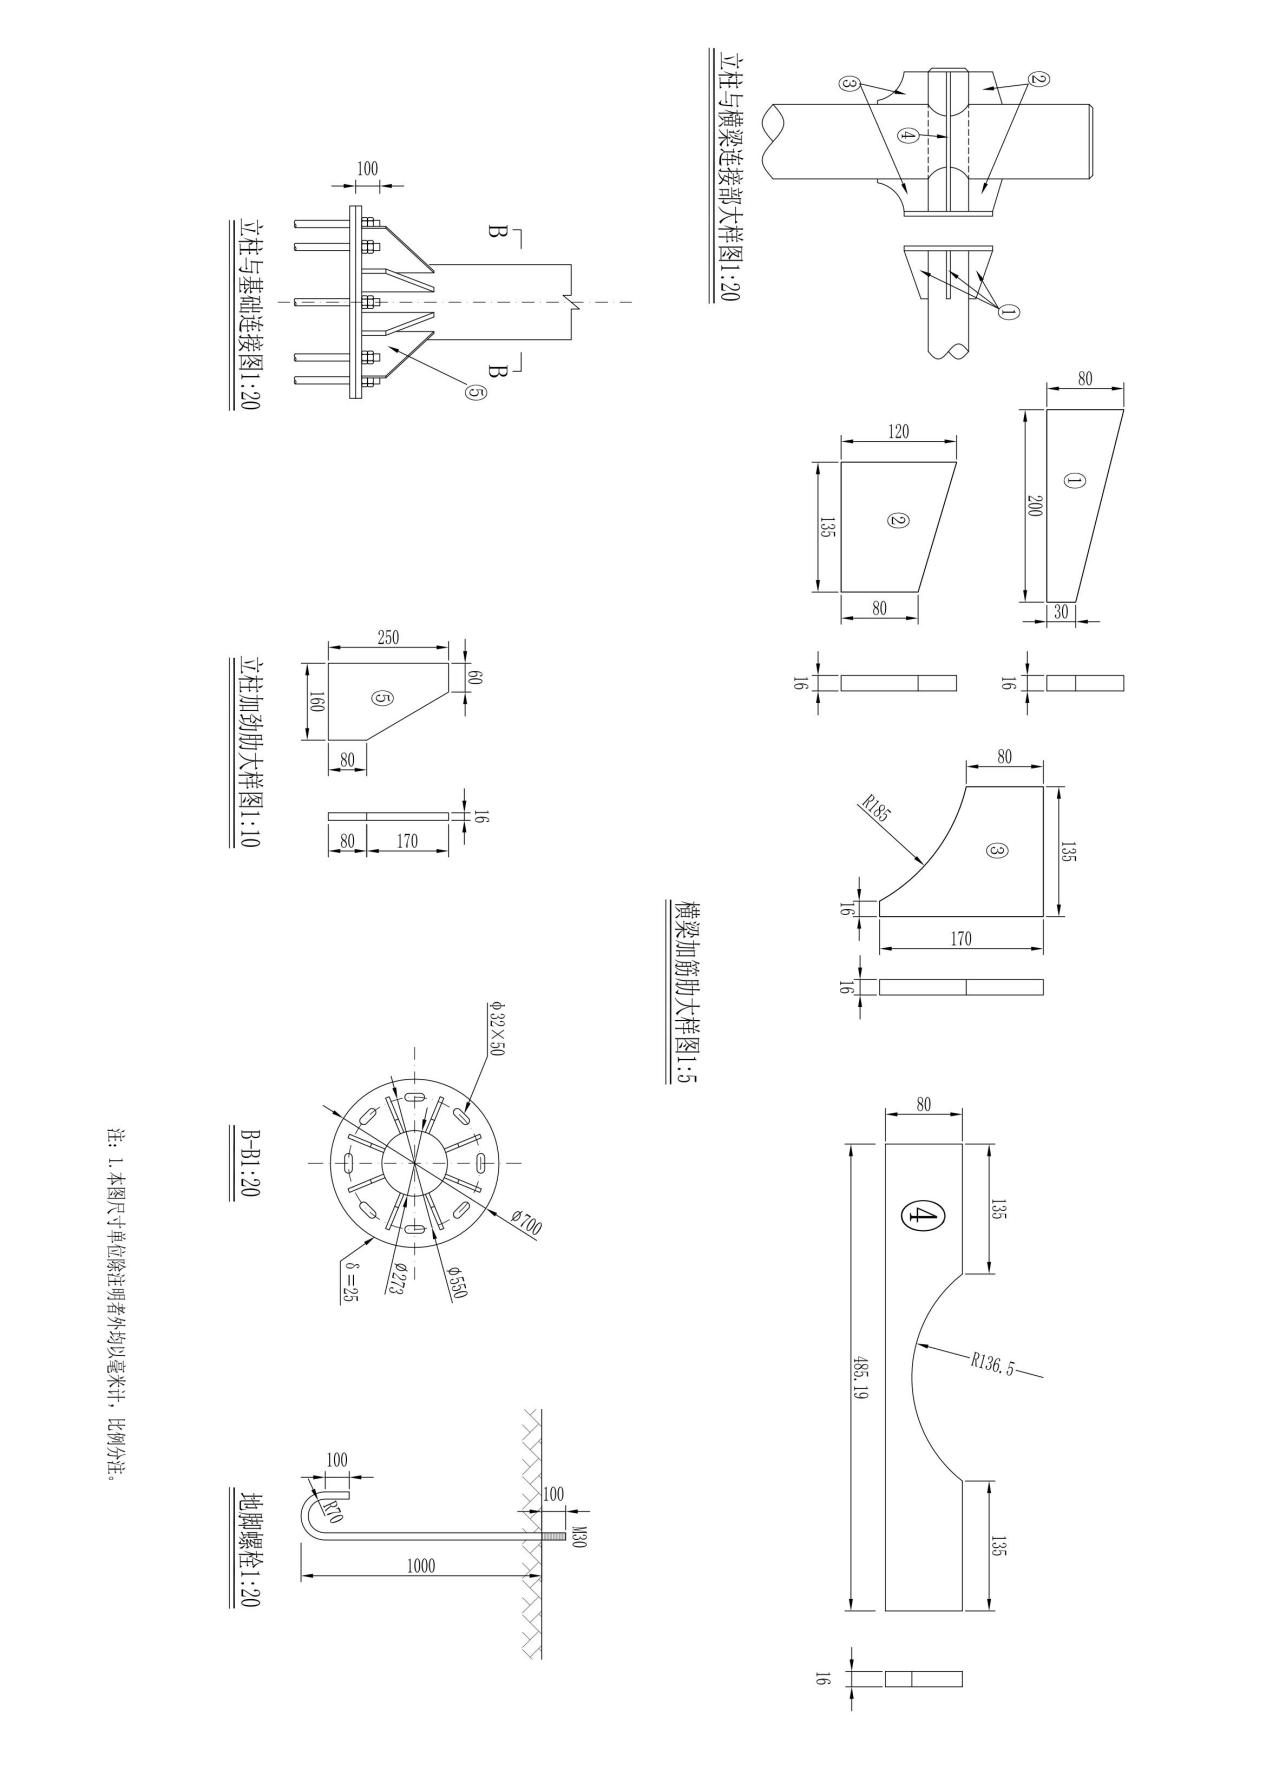 ③
②
④
①
立柱与横梁连接部大样图1:20
80
200
30
①
16
120
135
80
②
16
80
135
R185
③
16
170
16
横梁加筋肋大样图1:5
80
135
④
R136.5
485.19
135
16
100
B
B
⑤
立柱与基础连接图1:20
250
60
⑤
160
80
16
80
170
立柱加劲肋大样图1:10
ϕ32×50
ϕ700
ϕ550
ϕ273
δ=25
B-B1:20
100
R70
100
M30
1000
地脚螺栓1:20
注: 1.本图尺寸单位除注明者外均以毫米计, 比例分注。